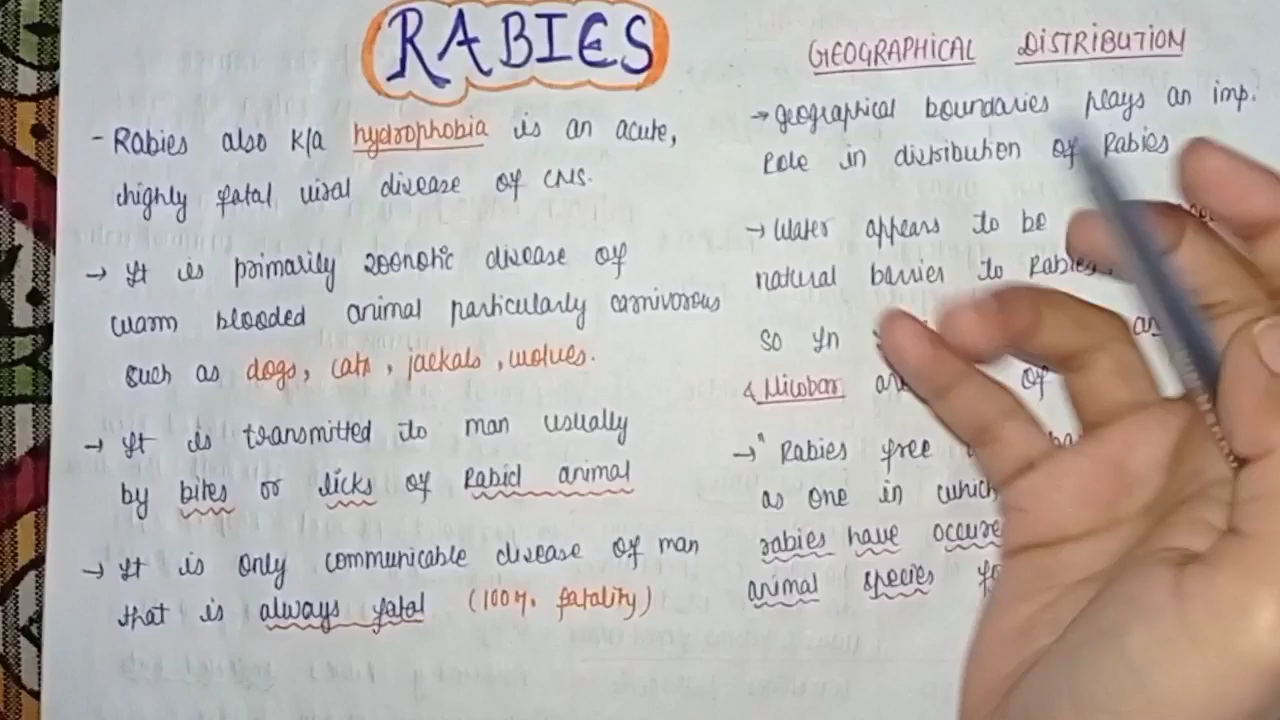 RABIES
- Rabies also k/a hydrophobia is an acute,
highly fatal viral disease of CNS.
→ It is primarily zoonotic disease of
warm blooded animal particularly carnivorous
such as dogs, cats, jackals, wolves.
→ It is transmitted to man usually
by bites or licks of Rabid animal
→ It is only communicable disease of man
that is always fatal (100% fatality)
GEOGRAPHICAL DISTRIBUTION
→ geographical boundaries plays an imp.
role in distribution of Rabies
→ Water appears to be
natural barrier to Rabies.
so In
& Nicobar of
→ " Rabies free
as one in which
rabies have occure
animal species